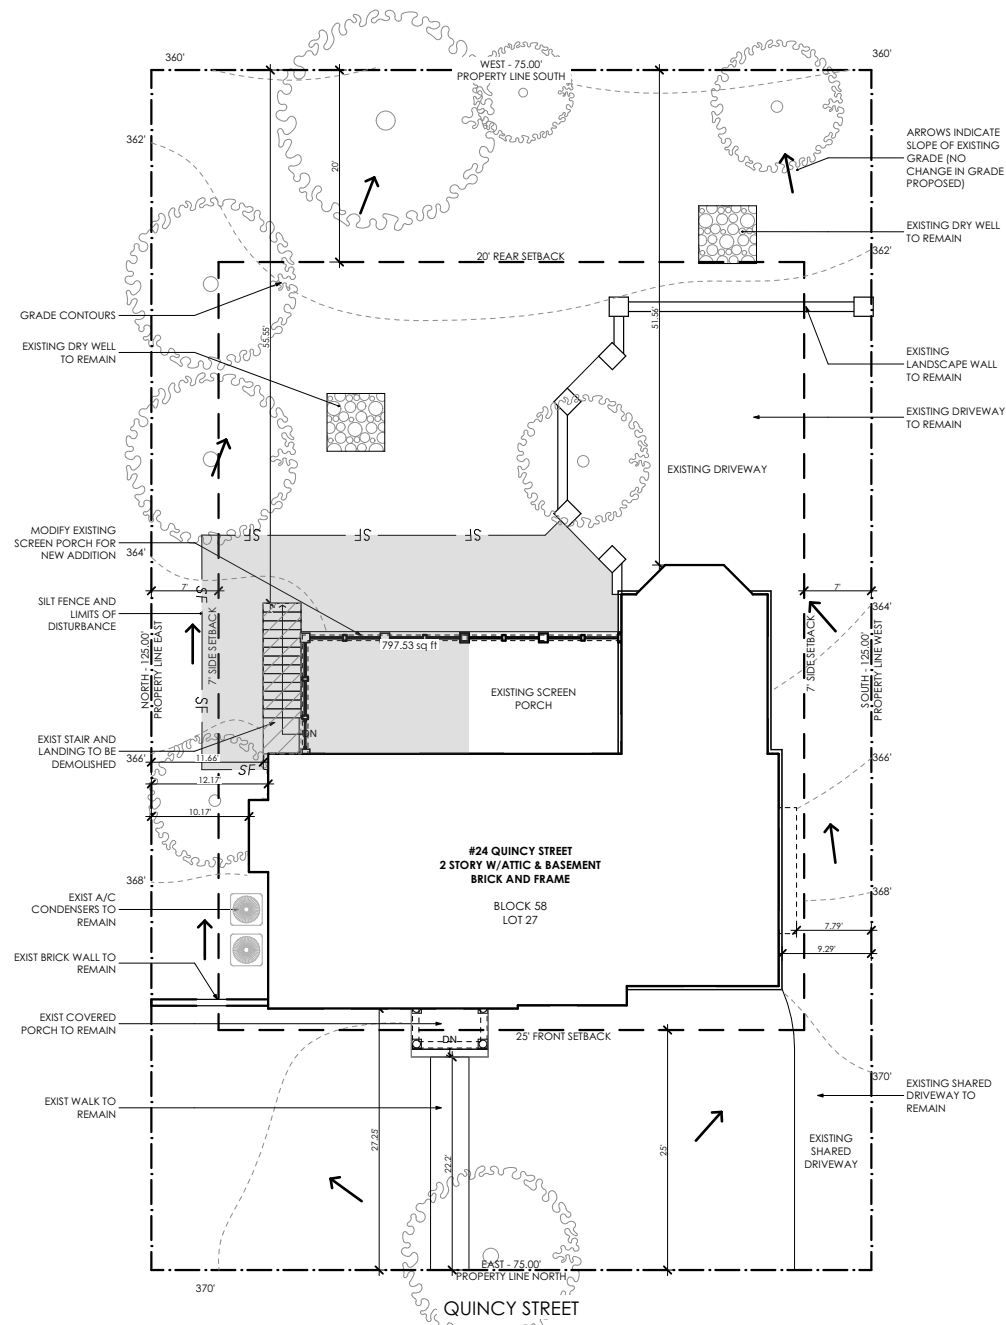 360'
WEST - 75.00'
PROPERTY LINE SOUTH
360'
362'
ARROWS INDICATE
SLOPE OF EXISTING
GRADE (NO
CHANGE IN GRADE
PROPOSED)
20'
EXISTING DRY WELL
TO REMAIN
362'
20' REAR SETBACK
GRADE CONTOURS
55.55'
51.56'
EXISTING DRY WELL
TO REMAIN
EXISTING
LANDSCAPE WALL
TO REMAIN
EXISTING DRIVEWAY
TO REMAIN
EXISTING DRIVEWAY
MODIFY EXISTING
SCREEN PORCH FOR
NEW ADDITION
SF
SF
SF
364'
7'
7'
SILT FENCE AND
LIMITS OF
DISTURBANCE
SF
364'
NORTH - 125.00'
PROPERTY LINE EAST
7' SIDE SETBACK
797.53 sq ft
7' SIDE SETBACK
SOUTH - 125.00'
PROPERTY LINE WEST
EXISTING SCREEN
PORCH
SF
DN
EXIST STAIR AND
LANDING TO BE
DEMOLISHED
366'
11.66'
SF
366'
12.17'
10.17'
#24 QUINCY STREET
2 STORY W/ATTIC & BASEMENT
BRICK AND FRAME
BLOCK 58
LOT 27
368'
368'
EXIST A/C
CONDENSERS TO
REMAIN
7.79'
9.29'
EXIST BRICK WALL TO
REMAIN
EXIST COVERED
PORCH TO REMAIN
DN
25' FRONT SETBACK
370'
EXISTING SHARED
DRIVEWAY TO
REMAIN
EXIST WALK TO
REMAIN
27.25'
22.2'
25'
EXISTING
SHARED
DRIVEWAY
EAST - 75.00'
PROPERTY LINE NORTH
370'
QUINCY STREET